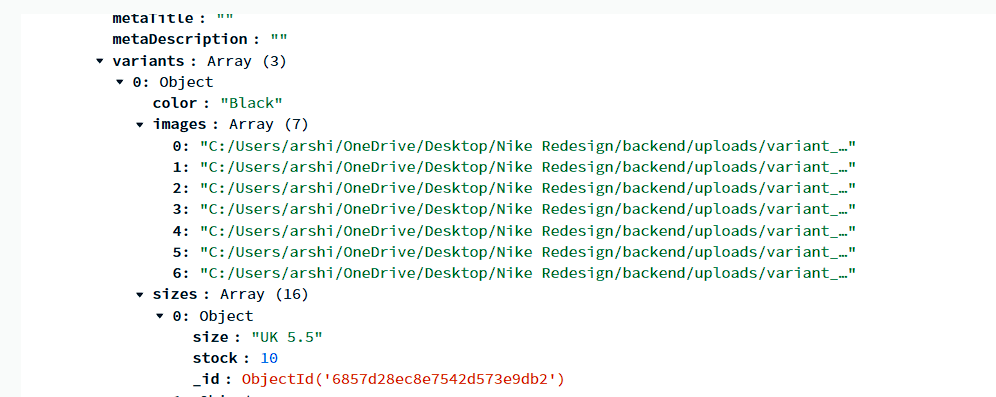 metaTitle : ""
metaDescription : ""
variants : Array (3)
0: Object
color : "Black"
images : Array (7)
0: "C:/Users/arshi/OneDrive/Desktop/Nike Redesign/backend/uploads/variant_…"
1: "C:/Users/arshi/OneDrive/Desktop/Nike Redesign/backend/uploads/variant_…"
2: "C:/Users/arshi/OneDrive/Desktop/Nike Redesign/backend/uploads/variant_…"
3: "C:/Users/arshi/OneDrive/Desktop/Nike Redesign/backend/uploads/variant_…"
4: "C:/Users/arshi/OneDrive/Desktop/Nike Redesign/backend/uploads/variant_…"
5: "C:/Users/arshi/OneDrive/Desktop/Nike Redesign/backend/uploads/variant_…"
6: "C:/Users/arshi/OneDrive/Desktop/Nike Redesign/backend/uploads/variant_…"
sizes : Array (16)
0: Object
size : "UK 5.5"
stock : 10
_id : ObjectId('6857d28ec8e7542d573e9db2')